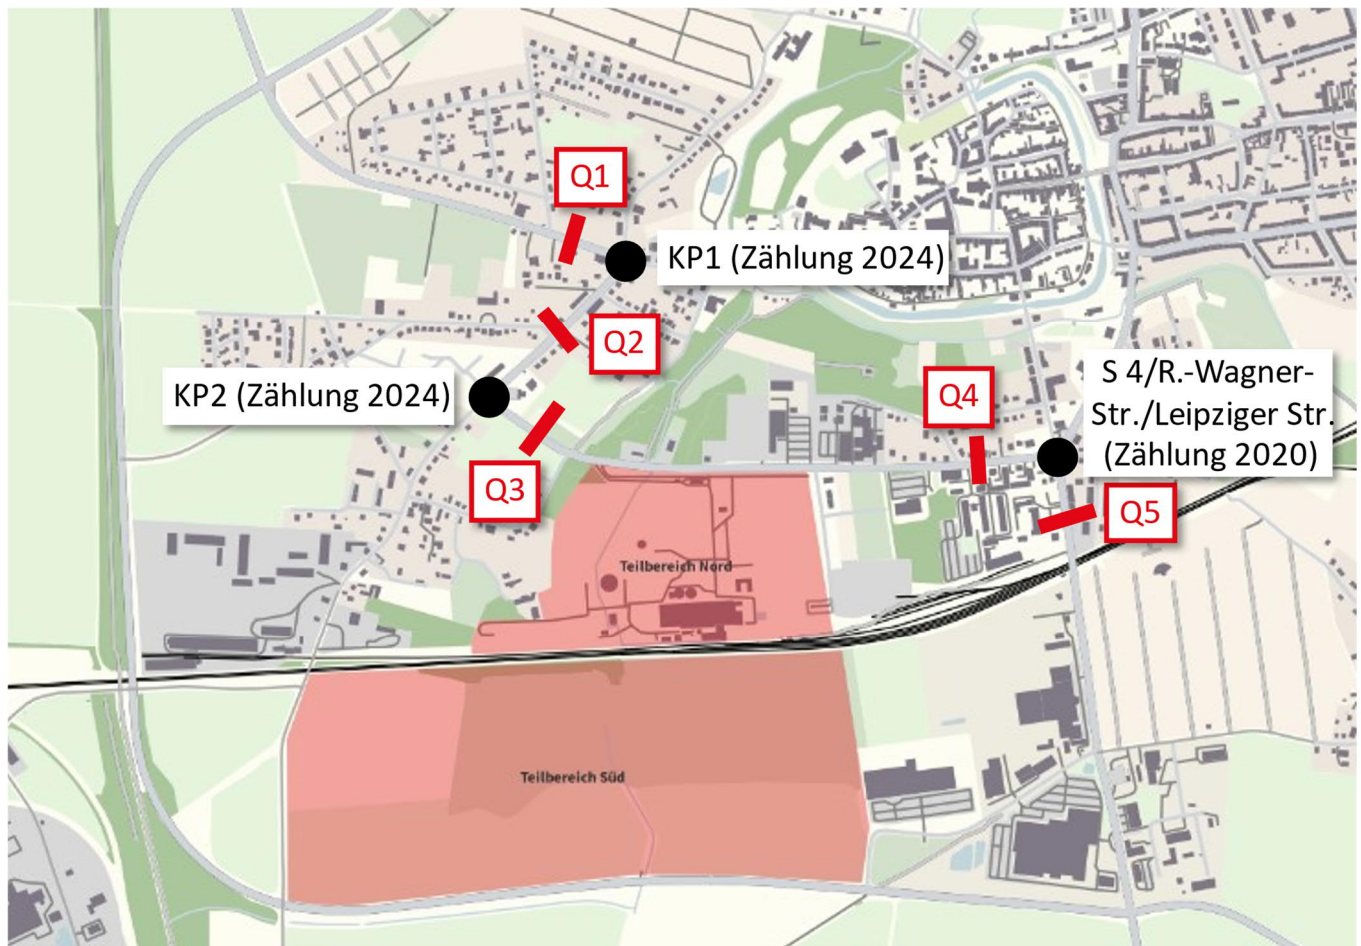 Q1
KP1 (Zählung 2024)
Q2
KP2 (Zählung 2024)
Q3
Q4
S 4/R.-Wagner-
Str./Leipziger Str.
(Zählung 2020)
Q5
Teilbereich Nord
Teilbereich Süd